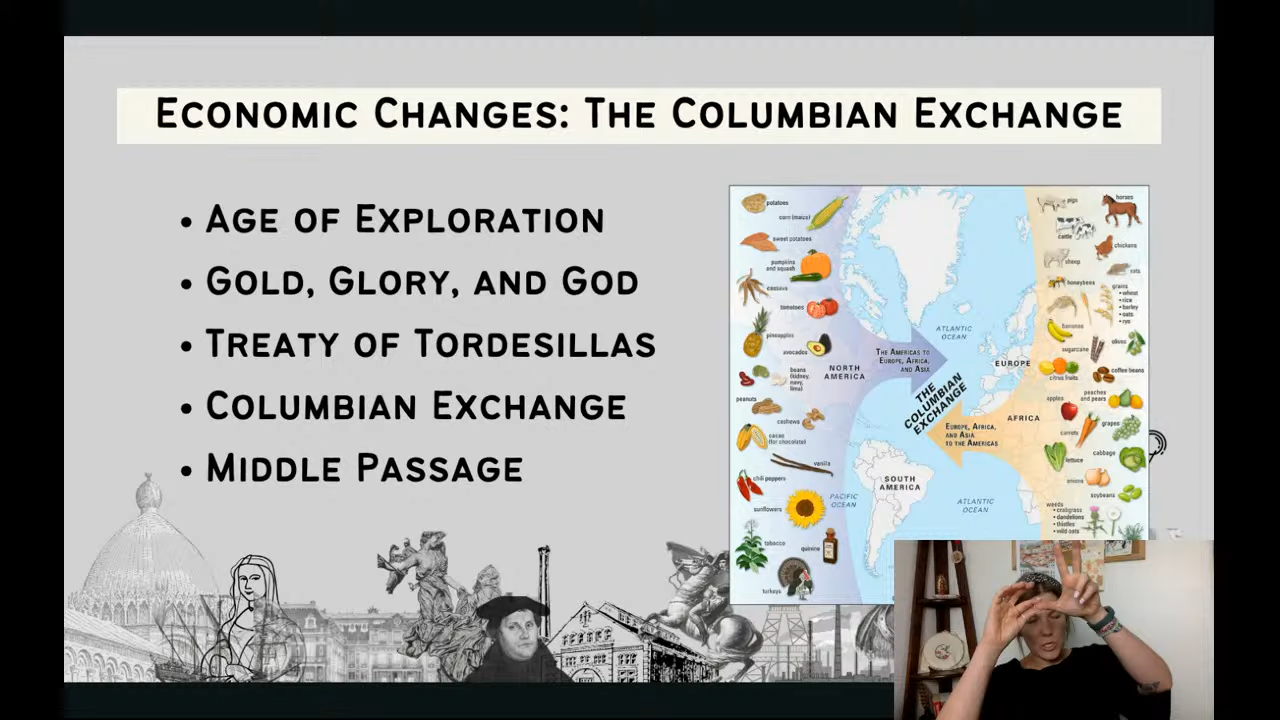 Economic Changes: The Columbian Exchange
• Age of Exploration
• Gold, Glory, and God
• Treaty of Tordesillas
• Columbian Exchange
• Middle Passage
potatoes
corn (maize)
sweet potatoes
pumpkins
and squash
cassava
tomatoes
pineapples
avocados
beans
(kidney,
navy,
lima)
peanuts
cashews
cacao
(for chocolate)
vanilla
chili peppers
sunflowers
tobacco
quinine
turkeys
NORTH
AMERICA
The Americas to
Europe, Africa,
and Asia
ATLANTIC
OCEAN
EUROPE
THE
COLUMBIAN
EXCHANGE
AFRICA
Europe, Africa,
and Asia
to the Americas
SOUTH
AMERICA
PACIFIC
OCEAN
ATLANTIC
OCEAN
pigs
horses
cattle
chickens
sheep
rats
honeybees
grains
• wheat
• rice
• barley
• oats
• rye
bananas
sugarcane
olives
citrus fruits
coffee beans
apples
peaches
and pears
carrots
grapes
lettuce
cabbage
onions
soybeans
weeds
• crabgrass
• dandelions
• thistles
• wild oats